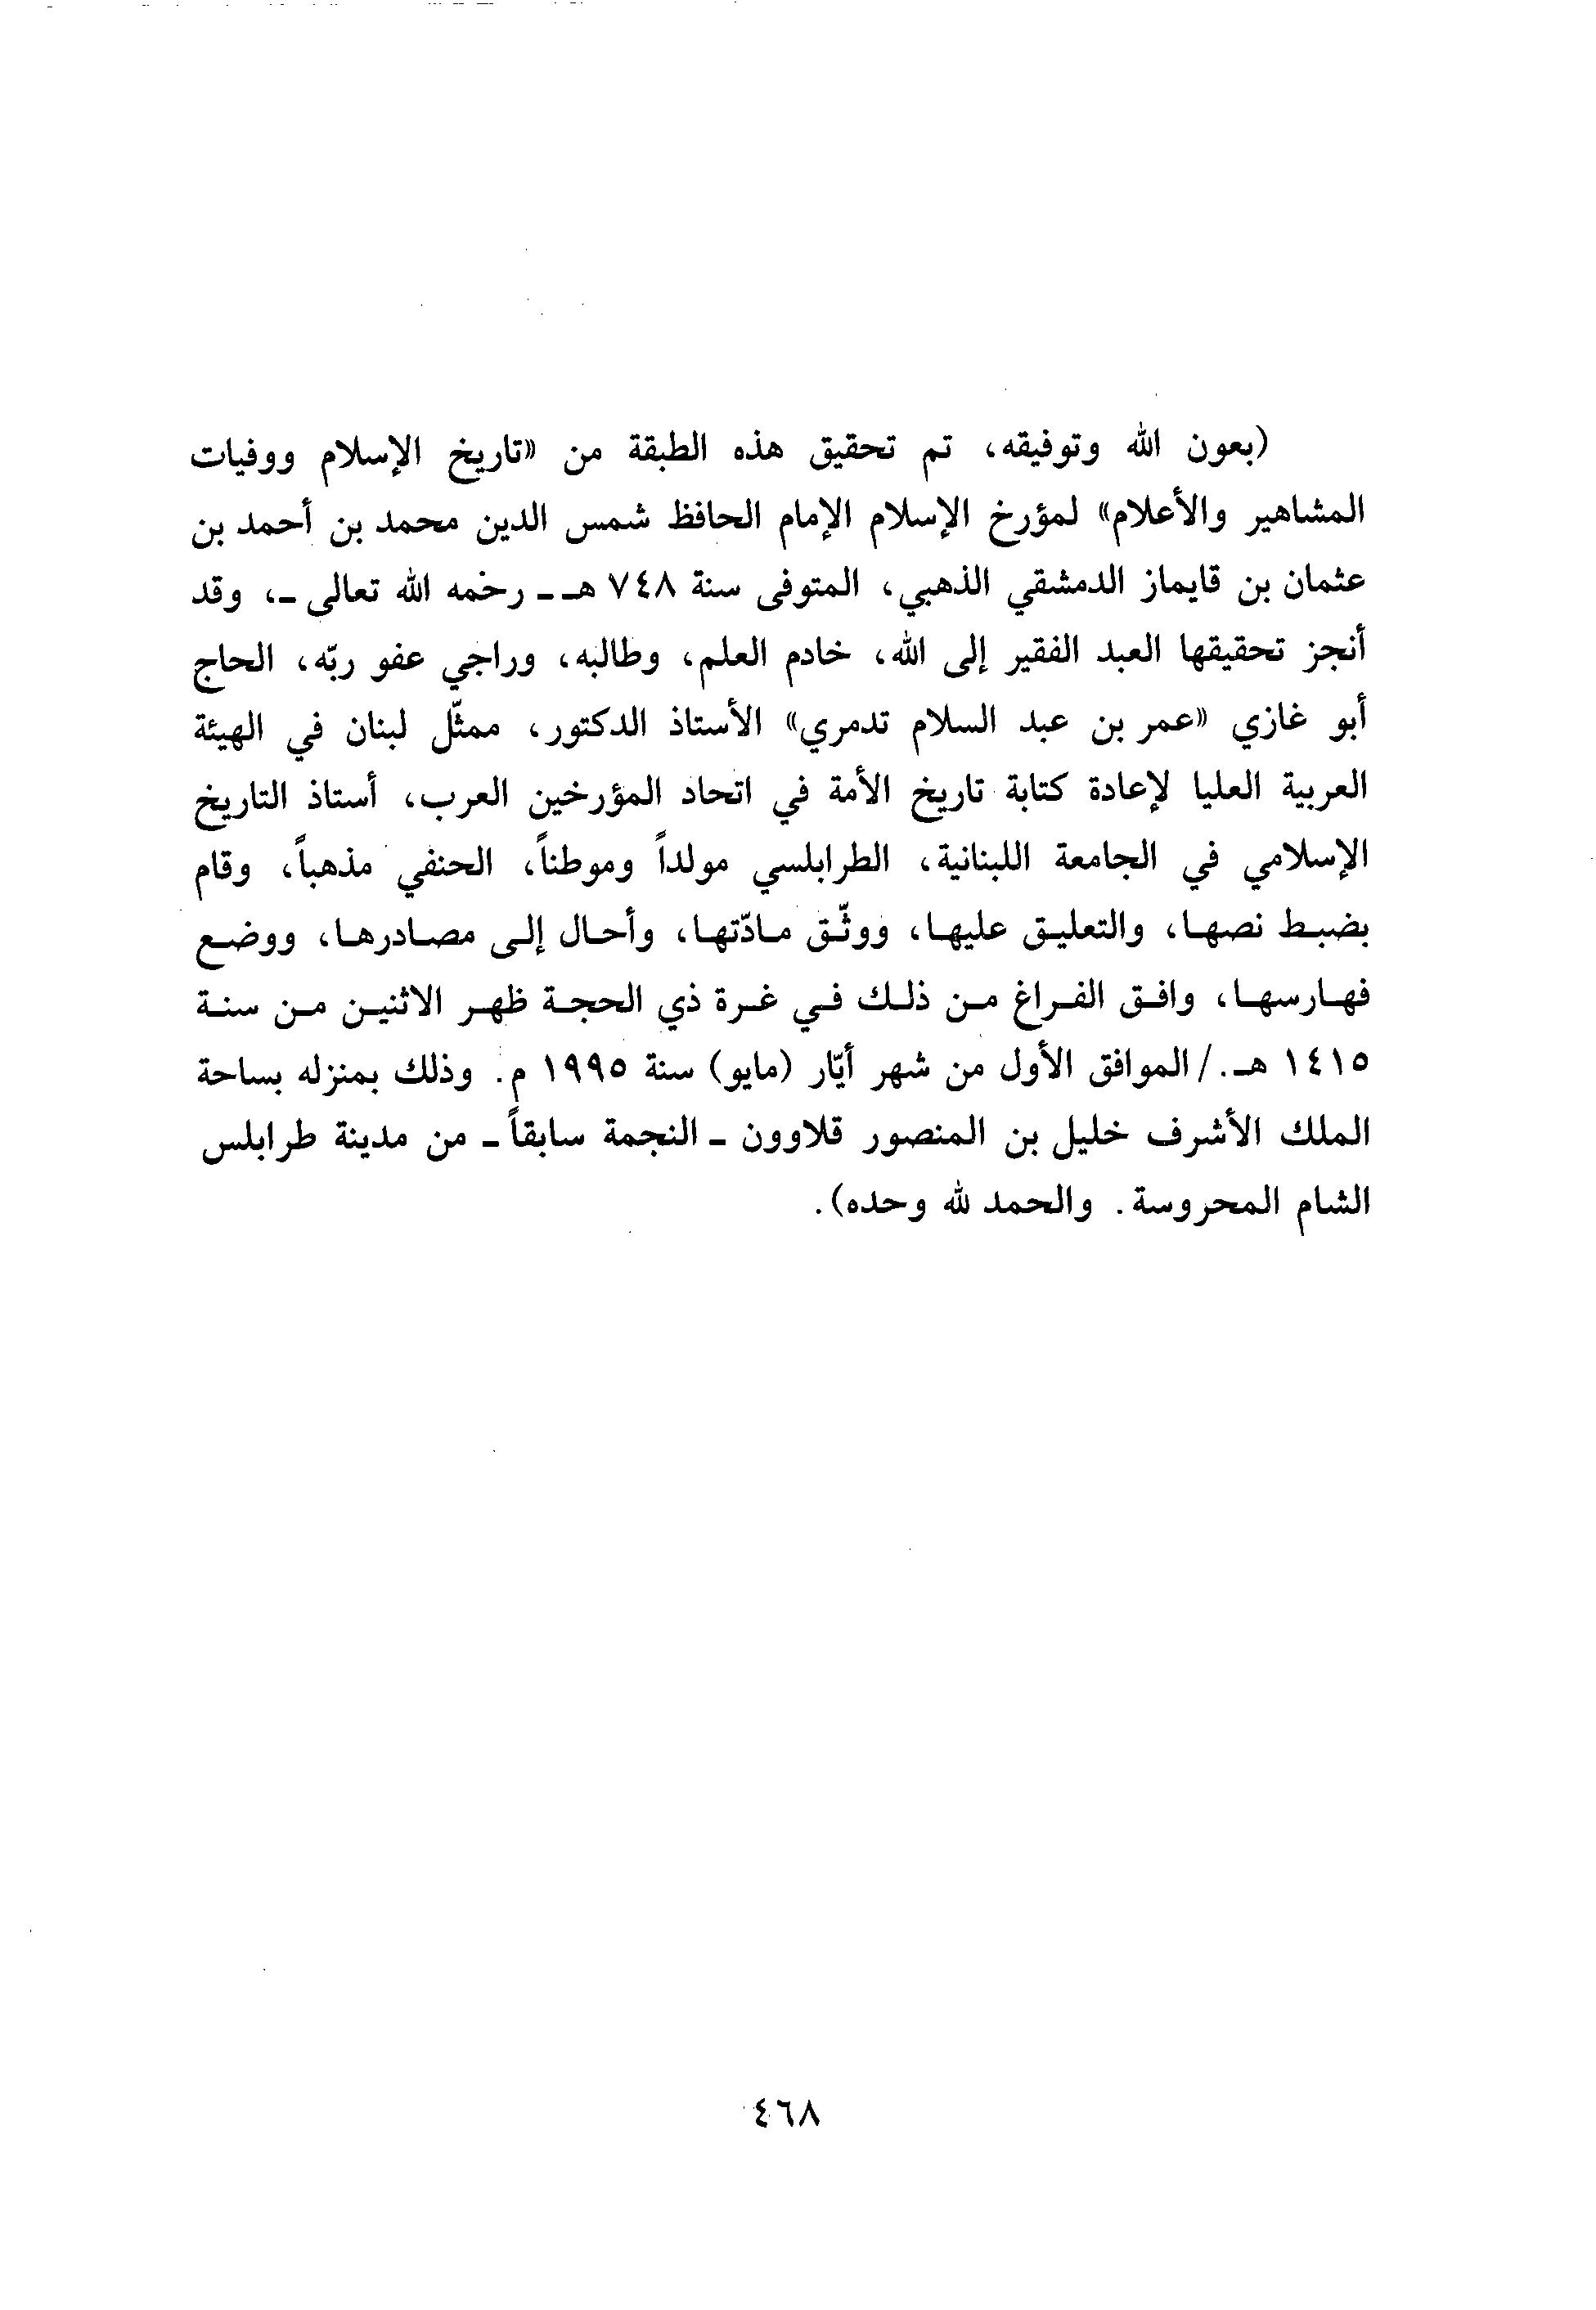 (بعون الله وتوفيقه، تم تحقيق هذه الطبقة من «تاريخ الإسلام ووفيات
المشاهير والأعلام» لمؤرخ الإسلام الإمام الحافظ شمس الدين محمد بن أحمد بن
عثمان بن قايماز الدمشقي الذهبي، المتوفى سنة ٧٤٨ هـ ـ رخمه الله تعالى ـ، وقد
أنجز تحقيقها العبد الفقير إلى الله، خادم العلم، وطالبه، وراجي عفو ربّه، الحاج
أبو غازي «عمر بن عبد السلام تدمري» الأستاذ الدكتور، ممثّل لبنان في الهيئة
العربية العليا لإعادة كتابة تاريخ الأمة في اتحاد المؤرخين العرب، أستاذ التاريخ
الإسلامي في الجامعة اللبنانية، الطرابلسي مولداً وموطناً، الحنفي مذهباً، وقام
بضبط نصها، والتعليق عليها، ووثّق مادّتها، وأحال إلى مصادرها، ووضع
فهارسها، وافق الفراغ من ذلك في غرة ذي الحجة ظهر الاثنين من سنة
١٤١٥ هـ./ الموافق الأول من شهر أيّار (مايو) سنة ١٩٩٥ م. وذلك بمنزله بساحة
الملك الأشرف خليل بن المنصور قلاوون ـ النجمة سابقاً ـ من مدينة طرابلس
الشام المحروسة. والحمد لله وحده).
٤٦٨